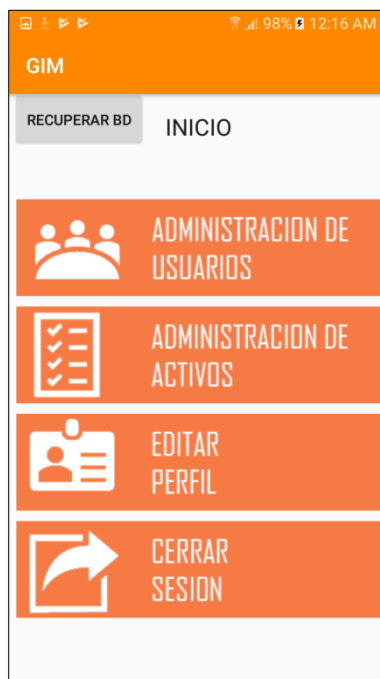 98% 12:16 AM
GIM
RECUPERAR BD
INICIO
ADMINISTRACION DE
USUARIOS
ADMINISTRACION DE
ACTIVOS
EDITAR
PERFIL
CERRAR
SESION